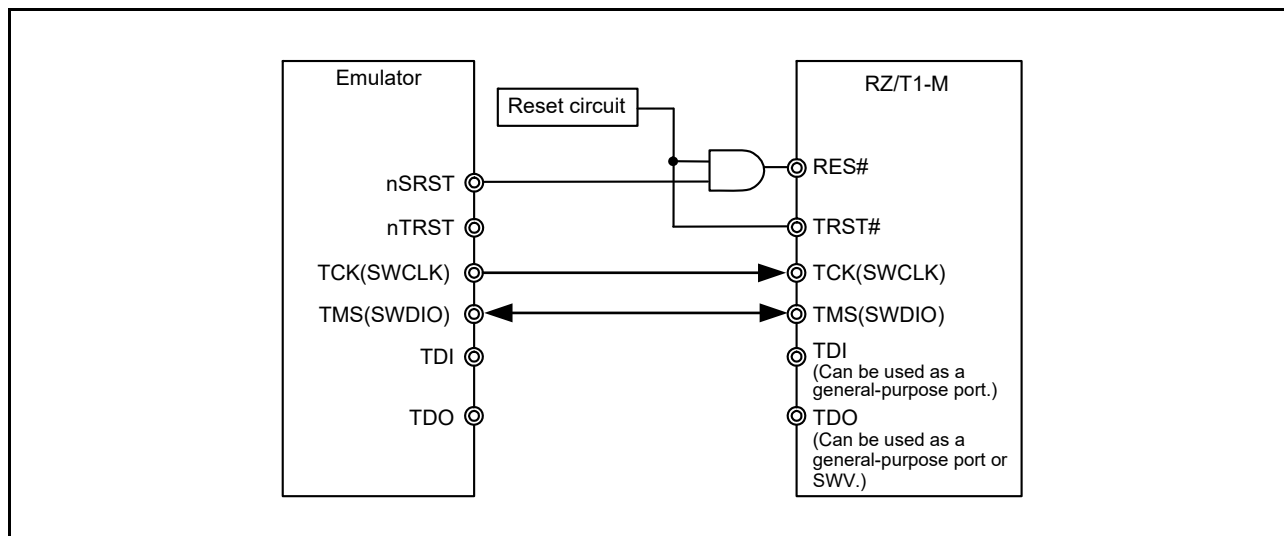 Emulator
nSRST
nTRST
TCK(SWCLK)
TMS(SWDIO)
TDI
TDO
Reset circuit
RZ/T1-M
RES#
TRST#
TCK(SWCLK)
TMS(SWDIO)
TDI
(Can be used as a
general-purpose port.)
TDO
(Can be used as a
general-purpose port or
SWV.)